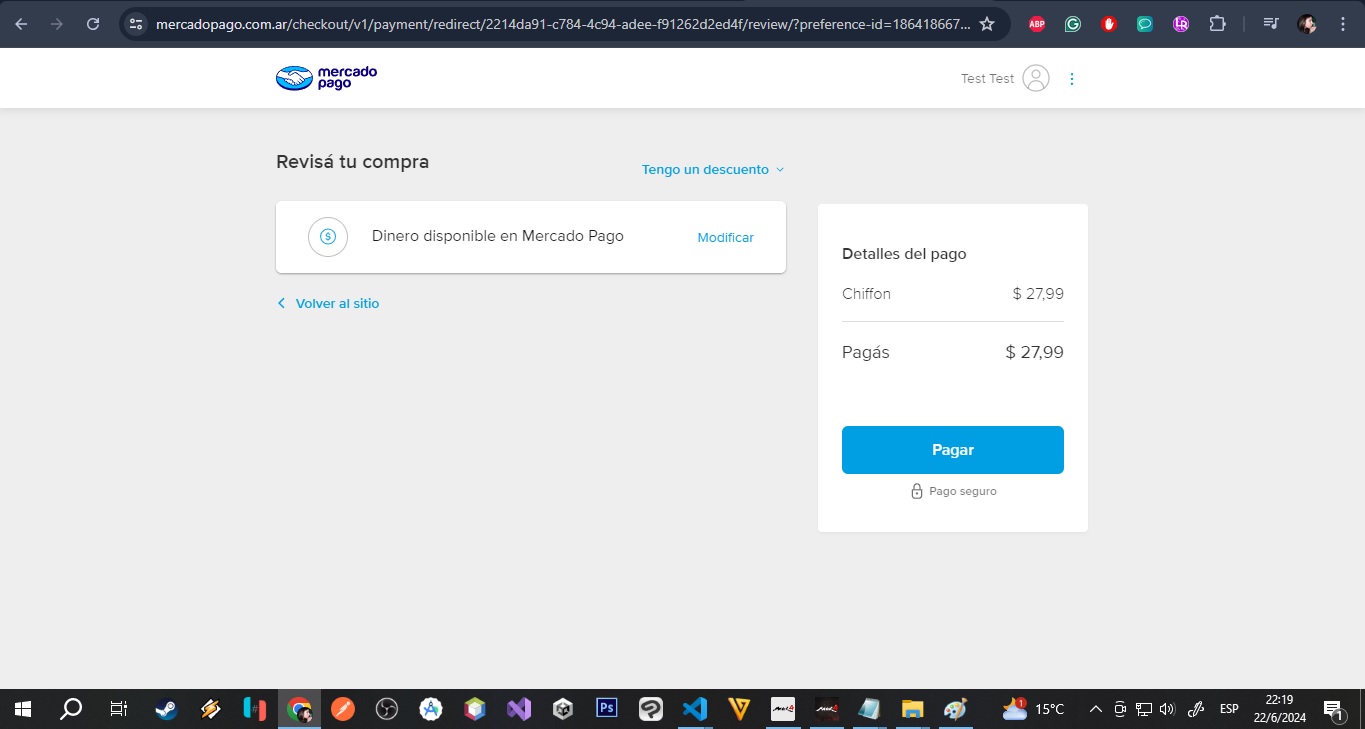 mercadopago.com.ar/checkout/v1/payment/redirect/2214da91-c784-4c94-adee-f91262d2ed4f/review/?preference-id=186418667...
ABP
mercado
pago
Test Test
Revisá tu compra
Tengo un descuento
Dinero disponible en Mercado Pago
Modificar
Volver al sitio
Detalles del pago
Chiffon $ 27,99
Pagás $ 27,99
Pagar
Pago seguro
Ps
1
15°C
ESP
22:19
22/6/2024
1